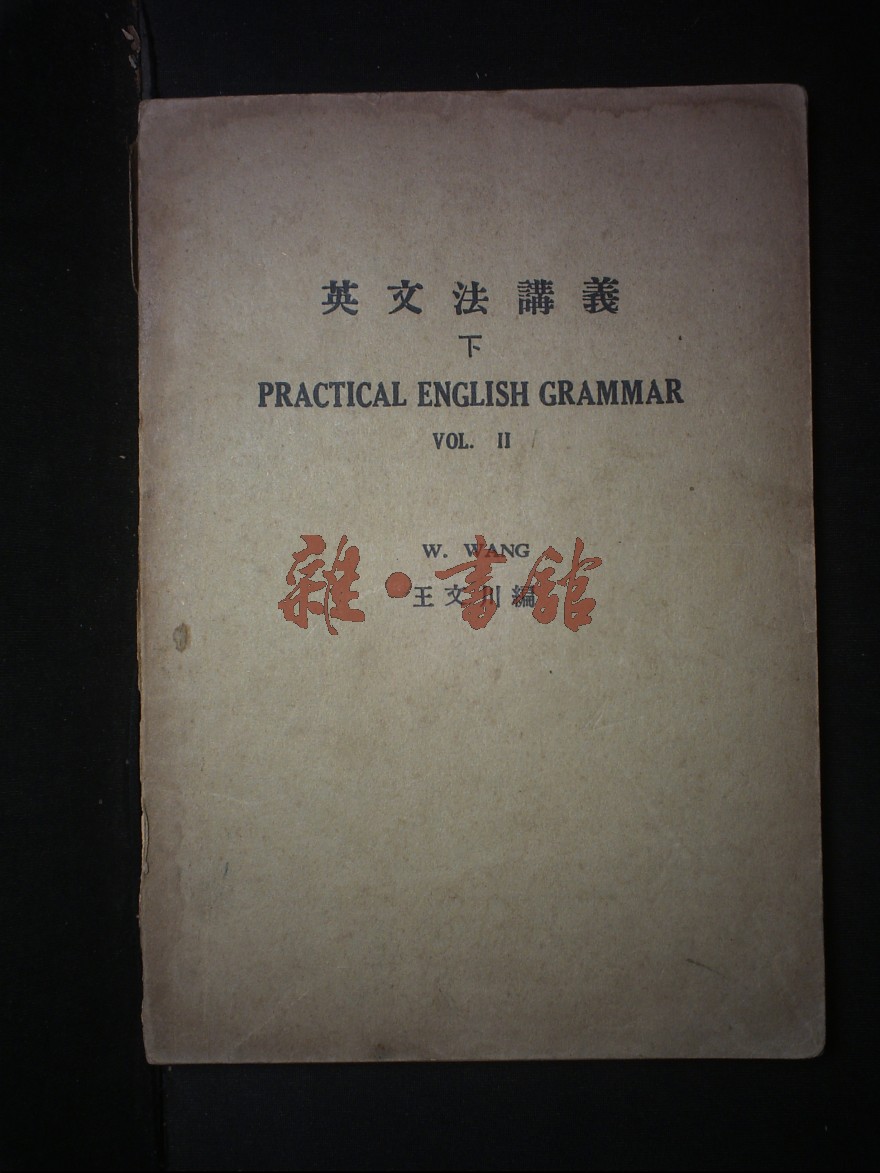 英文法講義
下
PRACTICAL ENGLISH GRAMMAR
VOL. II
W. WANG
王文川編
雜·書館